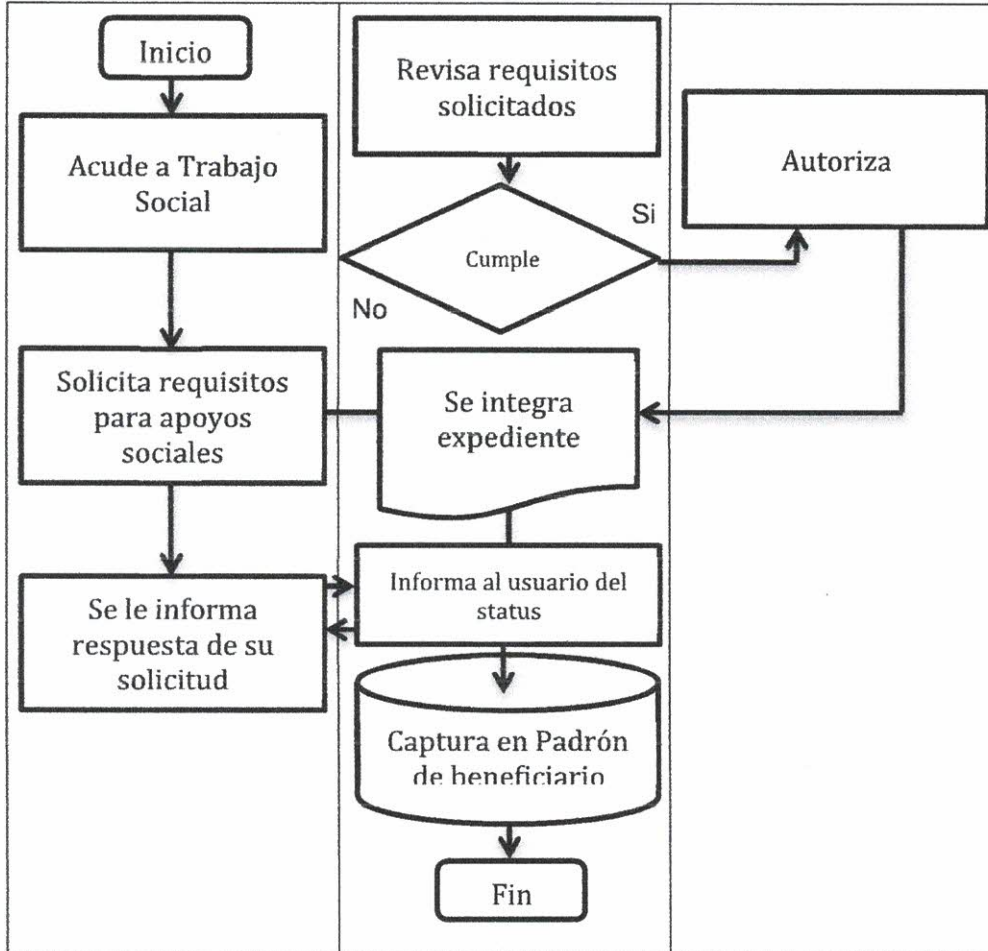 Inicio
Acude a Trabajo
Social
Solicita requisitos
para apoyos
sociales
Se le informa
respuesta de su
solicitud
Revisa requisitos
solicitados
Cumple
Si
No
Autoriza
Se integra
expediente
Informa al usuario del
status
Captura en Padrón
de beneficiario
Fin